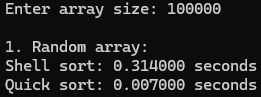 Enter array size: 100000
1. Random array:
Shell sort: 0.314000 seconds
Quick sort: 0.007000 seconds